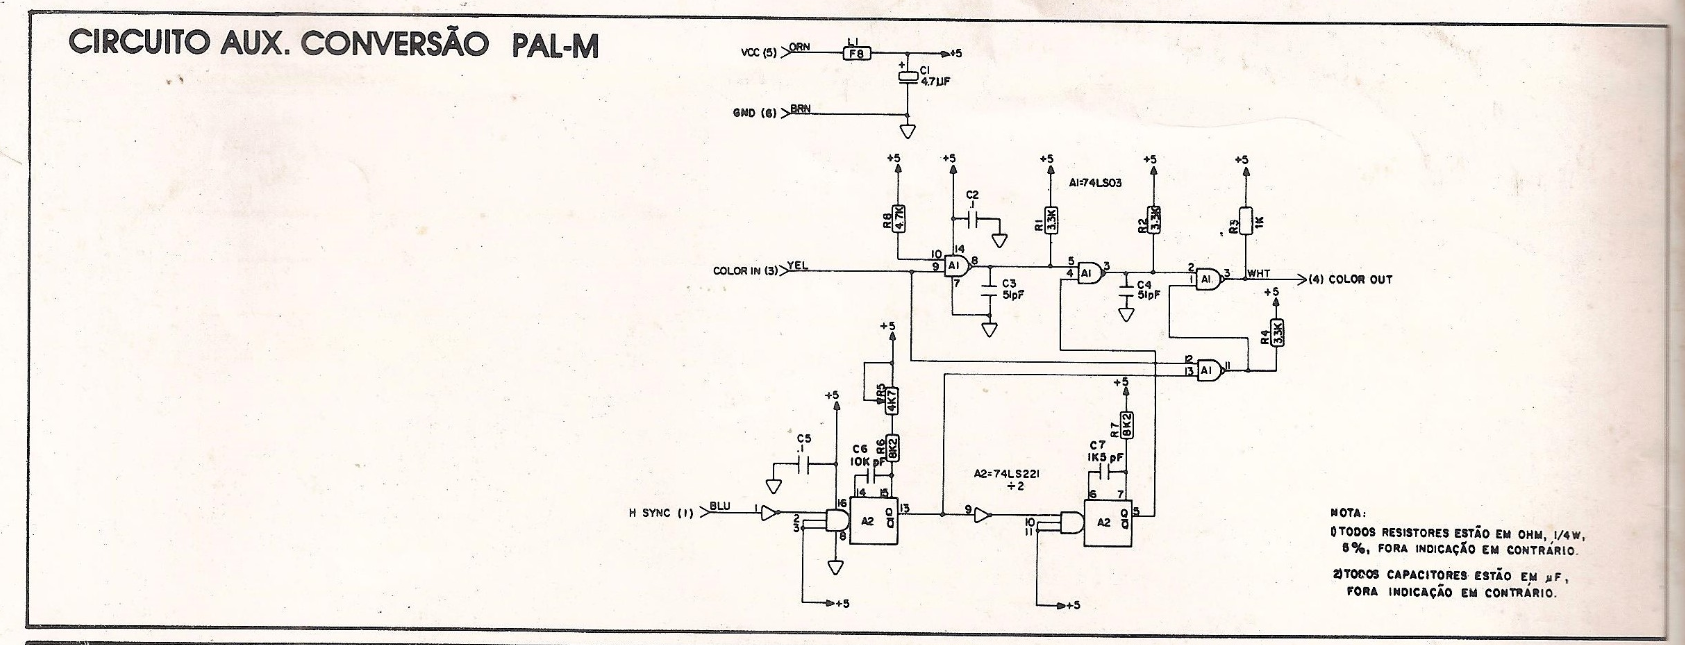 CIRCUITO AUX. CONVERSÃO PAL-M
VCC (5) ORN L1 F8 +5
+ C1
4.7UF
GND (6) BRN
+5 +5 +5 +5 +5
A1=74LS03
R8 4.7K C2 .1 R1 3.3K R2 3.3K R3 1K
COLOR IN (3) YEL 10 9 14 A1 8 7 5 4 A1 3 2 1 A1 3 WHT (4) COLOR OUT
C3
51pF
C4
51pF
+5
R4 3.3K
+5
12 13 A1 11
R5 4K7
+5 +5
C5 .1
C6
10K pF
R6 8K2
R7 8K2
C7
1K5 pF
A2=74LS221
÷2
H SYNC (1) BLU 1 2 3 16 8 14 15 A2 Q Q̅ 13 9 10 11 6 7 A2 Q Q̅ 5
+5 +5
NOTA:
1) TODOS RESISTORES ESTÃO EM OHM, 1/4W,
5%, FORA INDICAÇÃO EM CONTRÁRIO.
2) TODOS CAPACITORES ESTÃO EM µF,
FORA INDICAÇÃO EM CONTRÁRIO.